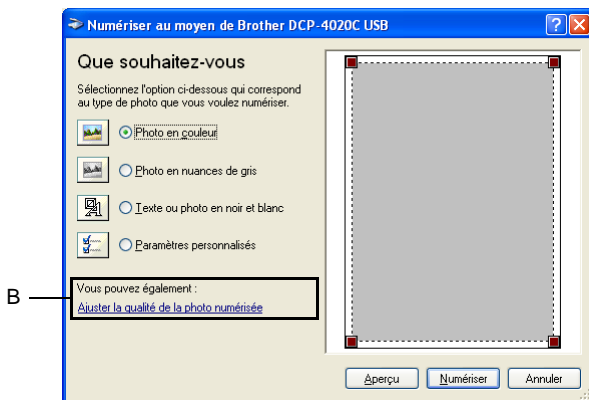 Numériser au moyen de Brother DCP-4020C USB
Que souhaitez-vous
Sélectionnez l'option ci-dessous qui correspond
au type de photo que vous voulez numériser.
Photo en couleur
Photo en nuances de gris
Texte ou photo en noir et blanc
Paramètres personnalisés
B
Vous pouvez également :
Ajuster la qualité de la photo numérisée
Aperçu
Numériser
Annuler